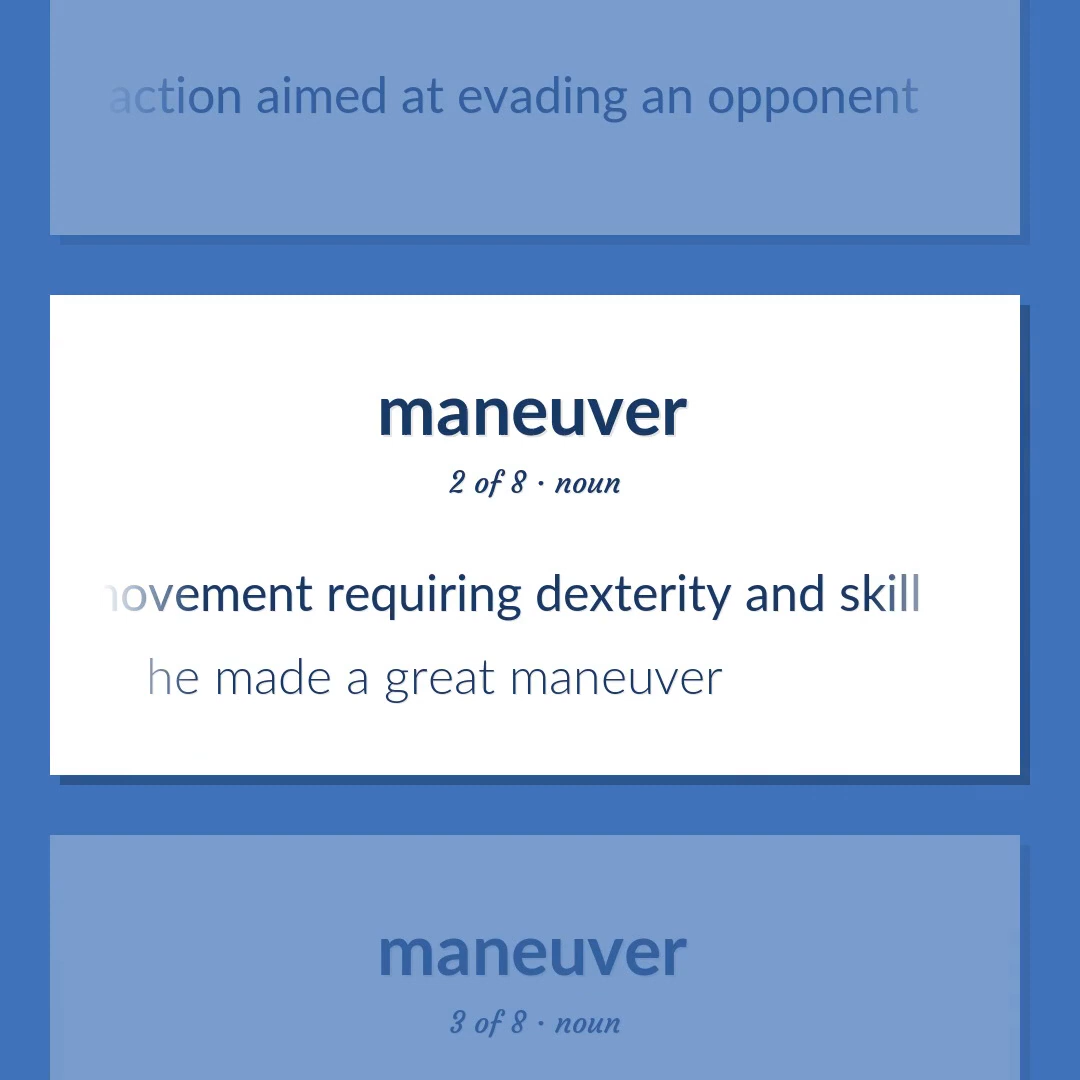 action aimed at evading an opponent
maneuver
2 of 8 · noun
movement requiring dexterity and skill
he made a great maneuver
maneuver
3 of 8 · noun